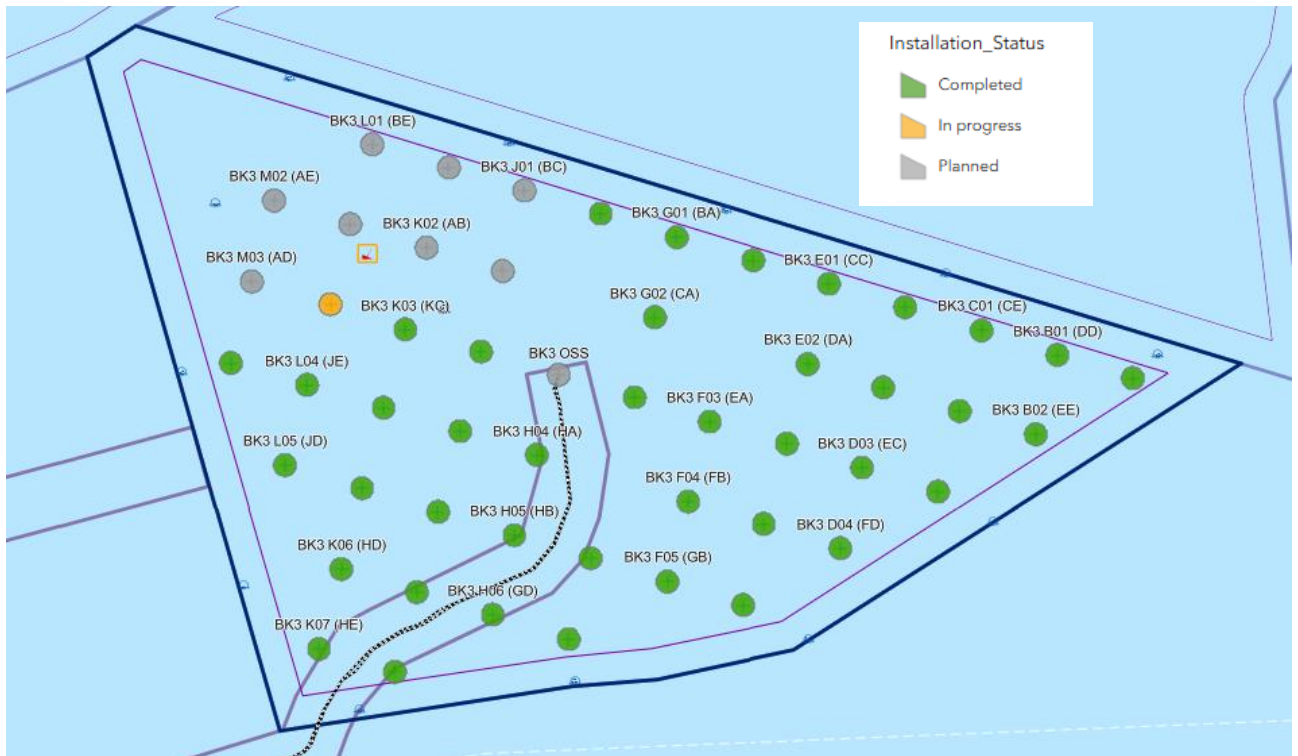 Installation_Status
Completed
In progress
Planned
BK3 L01 (BE)
BK3 J01 (BC)
BK3 M02 (AE)
BK3 G01 (BA)
BK3 K02 (AB)
BK3 M03 (AD)
BK3 E01 (CC)
BK3 G02 (CA)
BK3 K03 (KC)
BK3 C01 (CE)
BK3 B01 (DD)
BK3 OSS
BK3 E02 (DA)
BK3 L04 (JE)
BK3 F03 (EA)
BK3 B02 (EE)
BK3 H04 (HA)
BK3 L05 (JD)
BK3 D03 (EC)
BK3 F04 (FB)
BK3 H05 (HB)
BK3 D04 (FD)
BK3 K06 (HD)
BK3 F05 (GB)
BK3 H06 (GD)
BK3 K07 (HE)